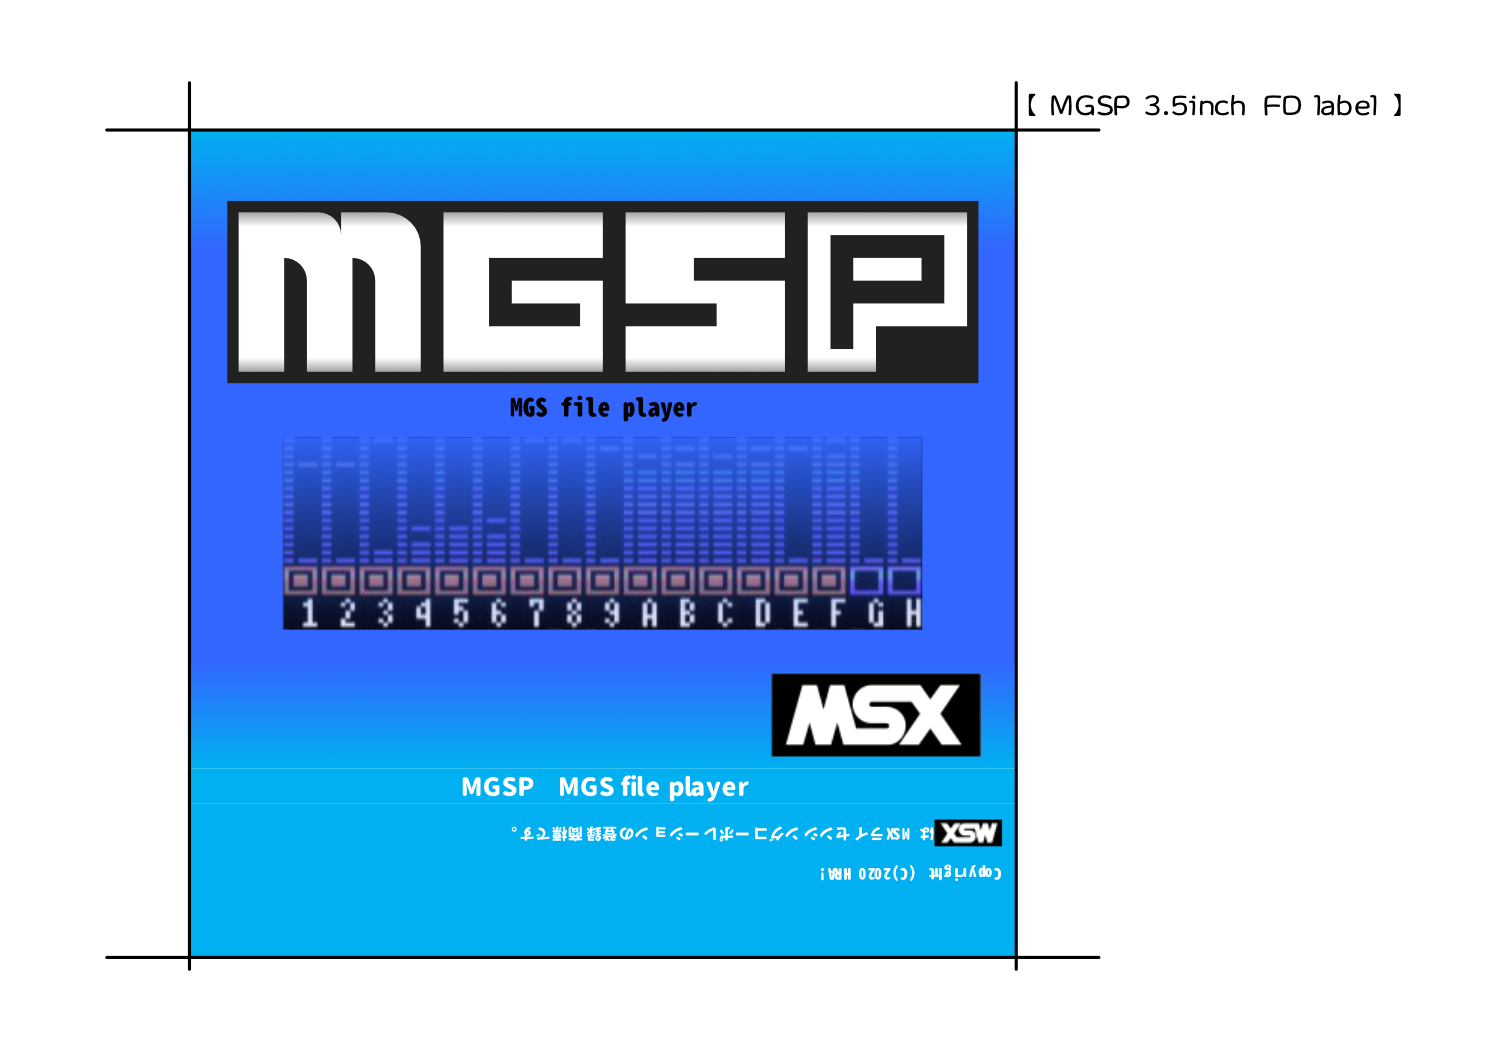 【 MGSP 3.5inch FD label 】
MGSP
MGS file player
1 2 3 4 5 6 7 8 9 A B C D E F G H
MSX
MGSP　MGS file player
MSX は MSXライセンシングコーポレーションの登録商標です。
Copyright (C)2020 HRA!